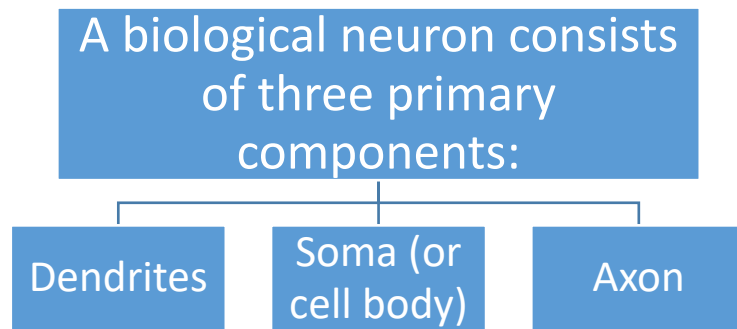 A biological neuron consists
of three primary
components:
Dendrites
Soma (or
cell body)
Axon